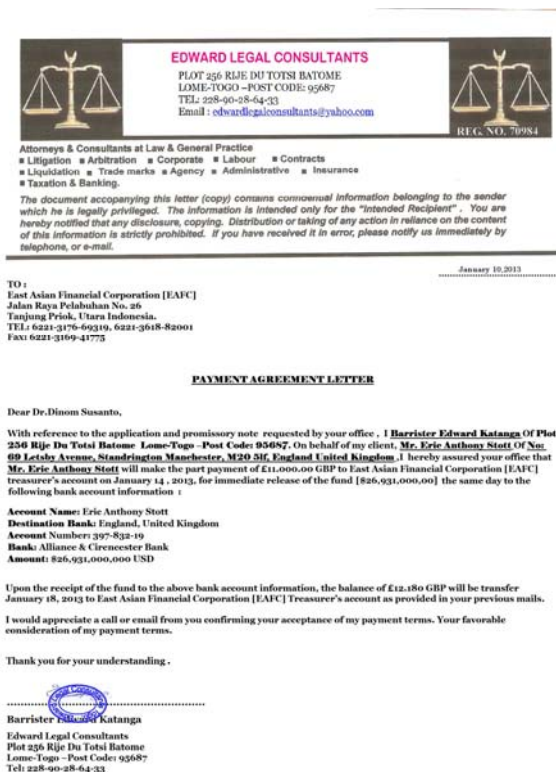 EDWARD LEGAL CONSULTANTS
PLOT 256 RIJE DU TOTSI BATOME
LOME-TOGO –POST CODE: 95687
TEL: 228-90-28-64-33
Email : edwardlegalconsultants@yahoo.com
REG. NO, 70984
Attorneys & Consultants at Law & General Practice
■ Litigation ■ Arbitration ■ Corporate ■ Labour ■ Contracts
■ Liquidation ■ Trade marks ■ Agency ■ Administrative ■ Insurance
■ Taxation & Banking.
The document accopanying this letter (copy) contains confidential information belonging to the sender
which he is legally privileged. The information is intended only for the "Intended Recipient" . You are
hereby notified that any disclosure, copying. Distribution or taking of any action in reliance on the content
of this information is strictly prohibited. If you have received it in error, please notify us immediately by
telephone, or e-mail.
January 10,2013
TO :
East Asian Financial Corporation [EAFC]
Jalan Raya Pelabuhan No. 26
Tanjung Priok, Utara Indonesia.
TEL: 6221-3176-69319, 6221-3618-82001
Fax: 6221-3169-41775
PAYMENT AGREEMENT LETTER
Dear Dr.Dinom Susanto,
With reference to the application and promissory note requested by your office , I Barrister Edward Katanga Of Plot
256 Rije Du Totsi Batome Lome-Togo –Post Code: 95687. On behalf of my client, Mr. Eric Anthony Stott Of No:
69 Letsby Avenue, Standrington Manchester, M20 5lf, England United Kingdom ,I hereby assured your office that
Mr. Eric Anthony Stott will make the part payment of £11.000.00 GBP to East Asian Financial Corporation [EAFC]
treasurer's account on January 14 , 2013, for immediate release of the fund [$26,931,000,00] the same day to the
following bank account information :
Account Name: Eric Anthony Stott
Destination Bank: England, United Kingdom
Account Number: 397-832-19
Bank: Alliance & Cirencester Bank
Amount: $26,931,000,000 USD
Upon the receipt of the fund to the above bank account information, the balance of £12.180 GBP will be transfer
January 18, 2013 to East Asian Financial Corporation [EAFC] Treasurer's account as provided in your previous mails.
I would appreciate a call or email from you confirming your acceptance of my payment terms. Your favorable
consideration of my payment terms.
Thank you for your understanding .
Legal Consultants
Barrister Edward Katanga
Edward Legal Consultants
Plot 256 Rije Du Totsi Batome
Lome-Togo –Post Code: 95687
Tel: 228-90-28-64-33